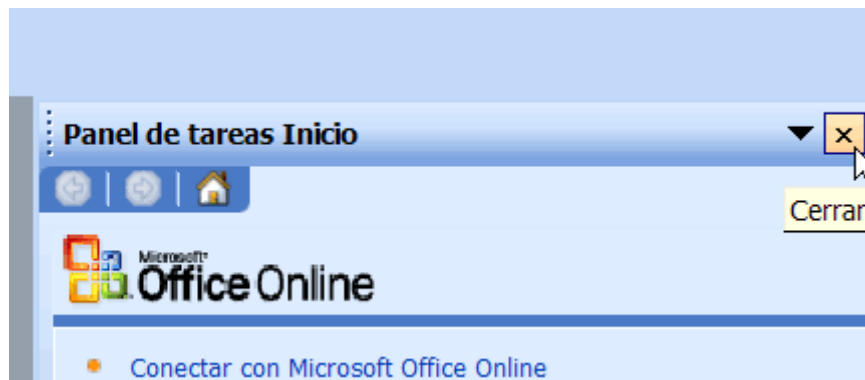 Panel de tareas Inicio
Cerrar
Microsoft
Office Online
Conectar con Microsoft Office Online